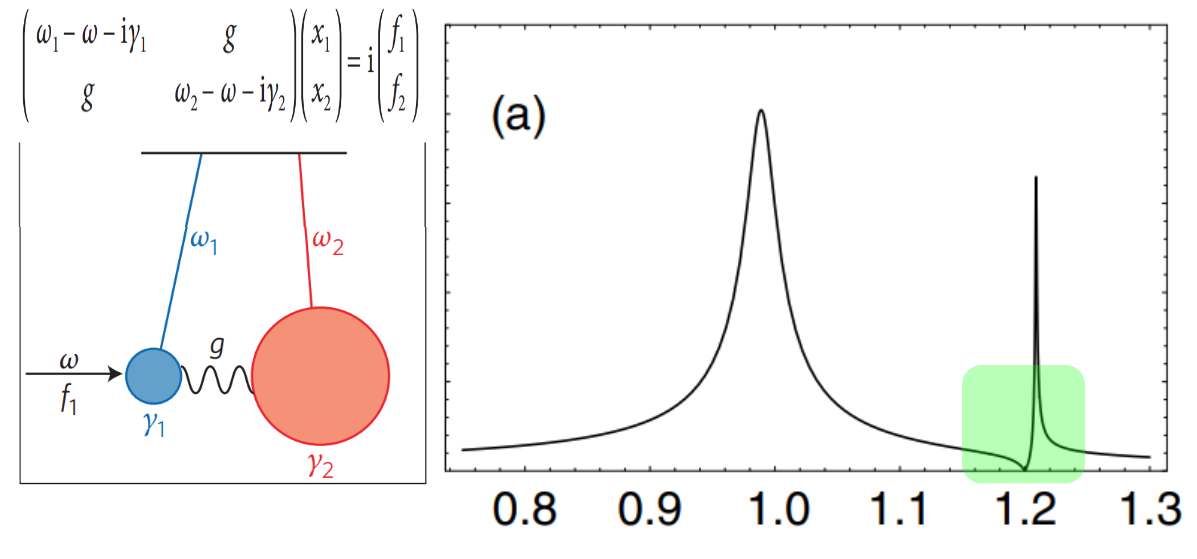 ω₁ − ω − iγ₁ g x₁ = i f₁
g ω₂ − ω − iγ₂ x₂ f₂
(a)
ω₁ ω₂
ω g
f₁
γ₁
γ₂
0.8 0.9 1.0 1.1 1.2 1.3